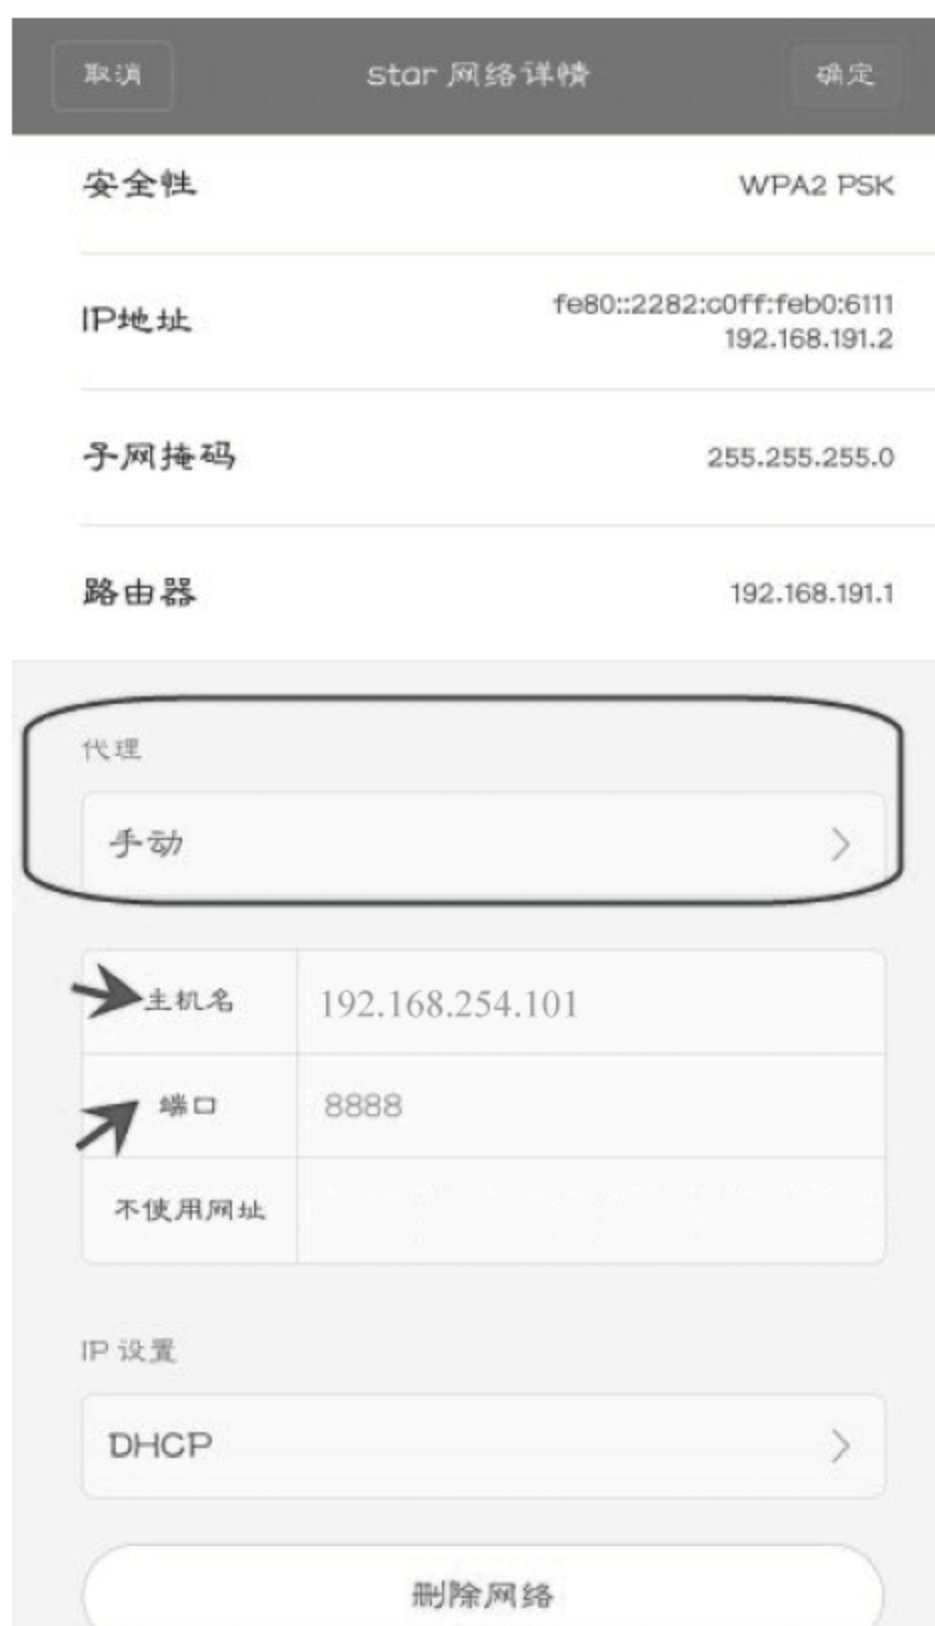 取消 star 网络详情 确定
安全性 WPA2 PSK
IP地址 fe80::2282:c0ff:feb0:6111
192.168.191.2
子网掩码 255.255.255.0
路由器 192.168.191.1
代理
手动
主机名 192.168.254.101
端口 8888
不使用网址
IP 设置
DHCP
删除网络